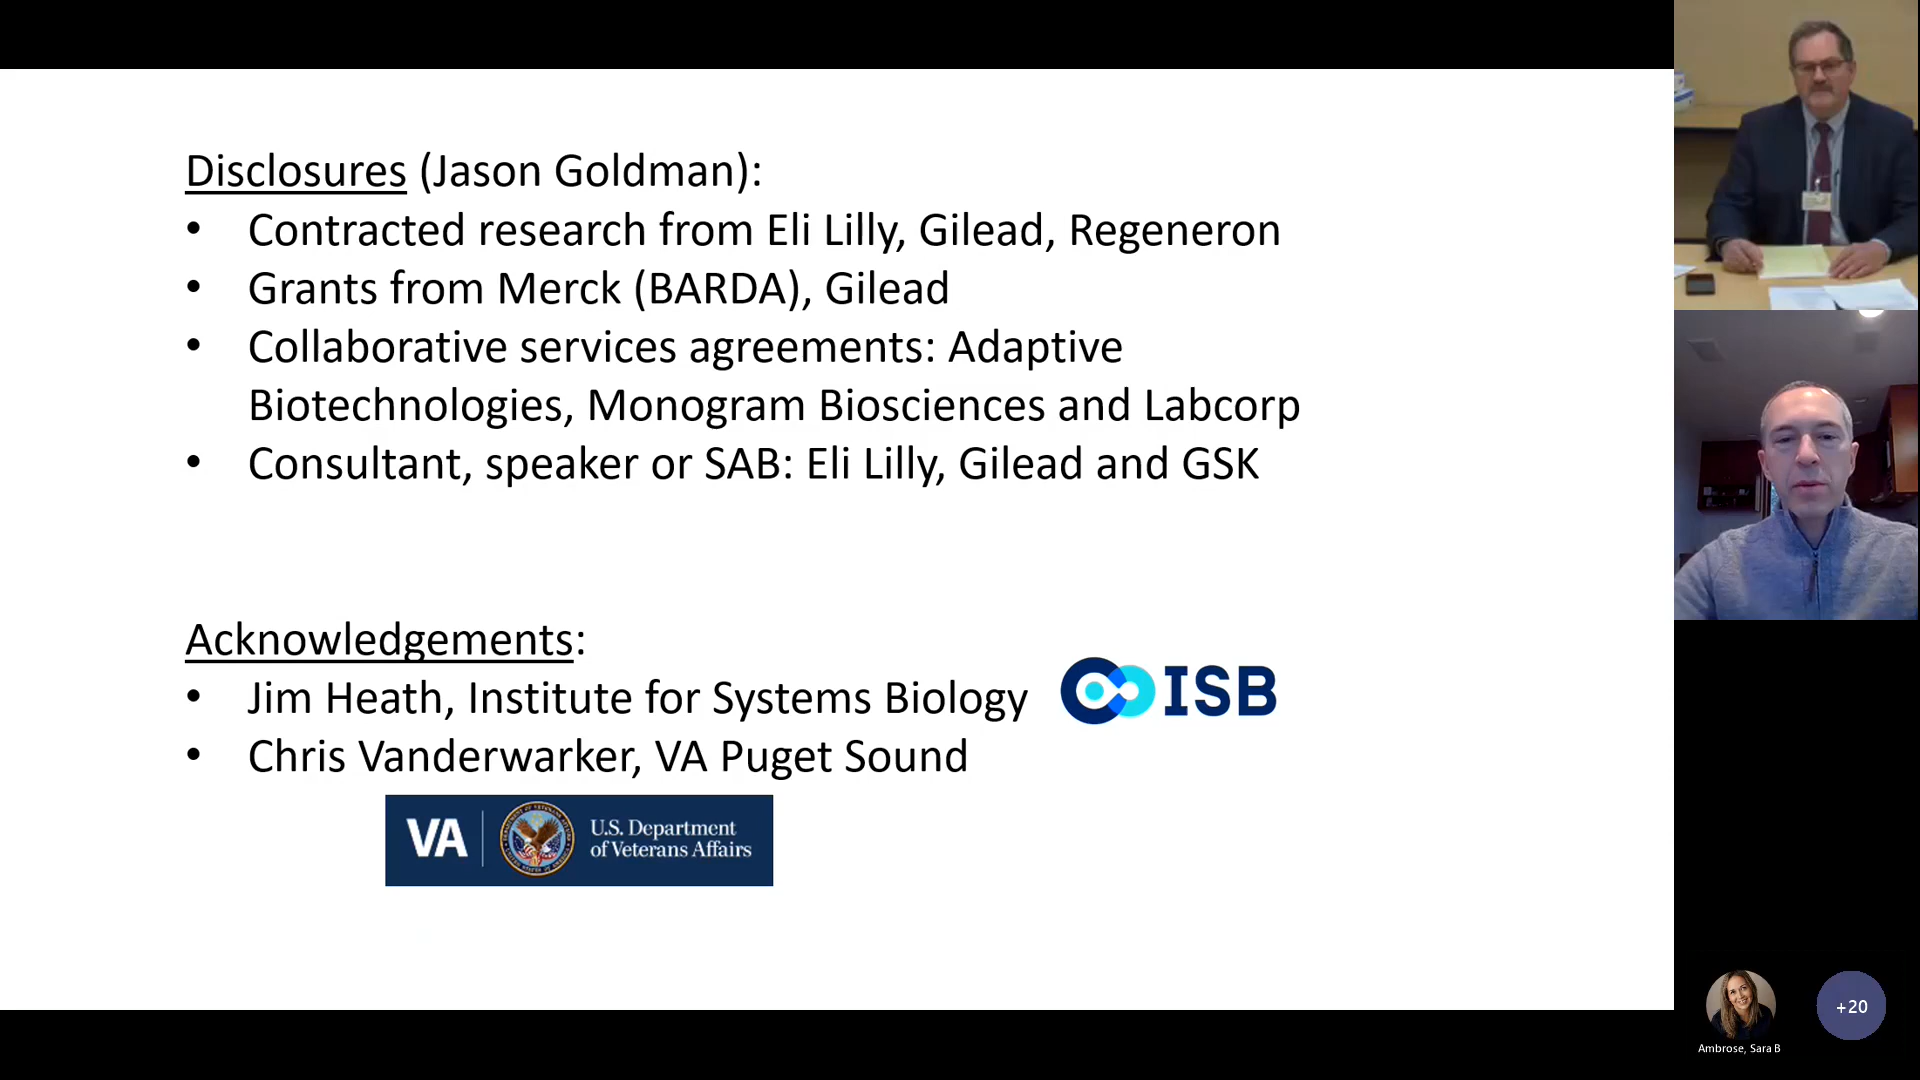 Disclosures (Jason Goldman):
• Contracted research from Eli Lilly, Gilead, Regeneron
• Grants from Merck (BARDA), Gilead
• Collaborative services agreements: Adaptive
Biotechnologies, Monogram Biosciences and Labcorp
• Consultant, speaker or SAB: Eli Lilly, Gilead and GSK
Acknowledgements:
• Jim Heath, Institute for Systems Biology
ISB
• Chris Vanderwarker, VA Puget Sound
VA
U.S. Department
of Veterans Affairs
+20
Ambrose, Sara B